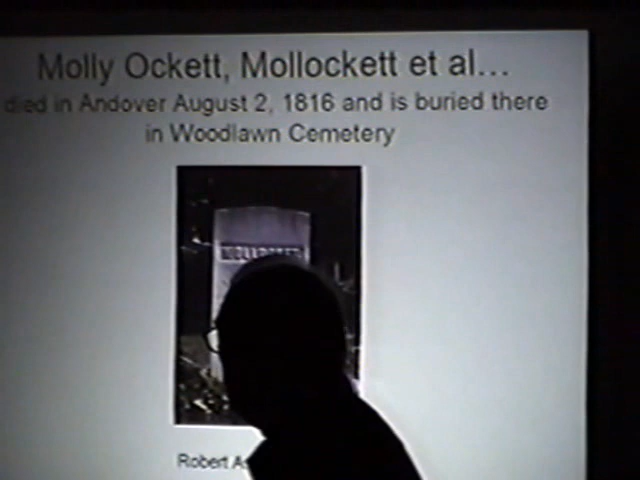 Molly Ockett, Mollockett et al...
died in Andover August 2, 1816 and is buried there
in Woodlawn Cemetery
MOLLOCKET
Robert